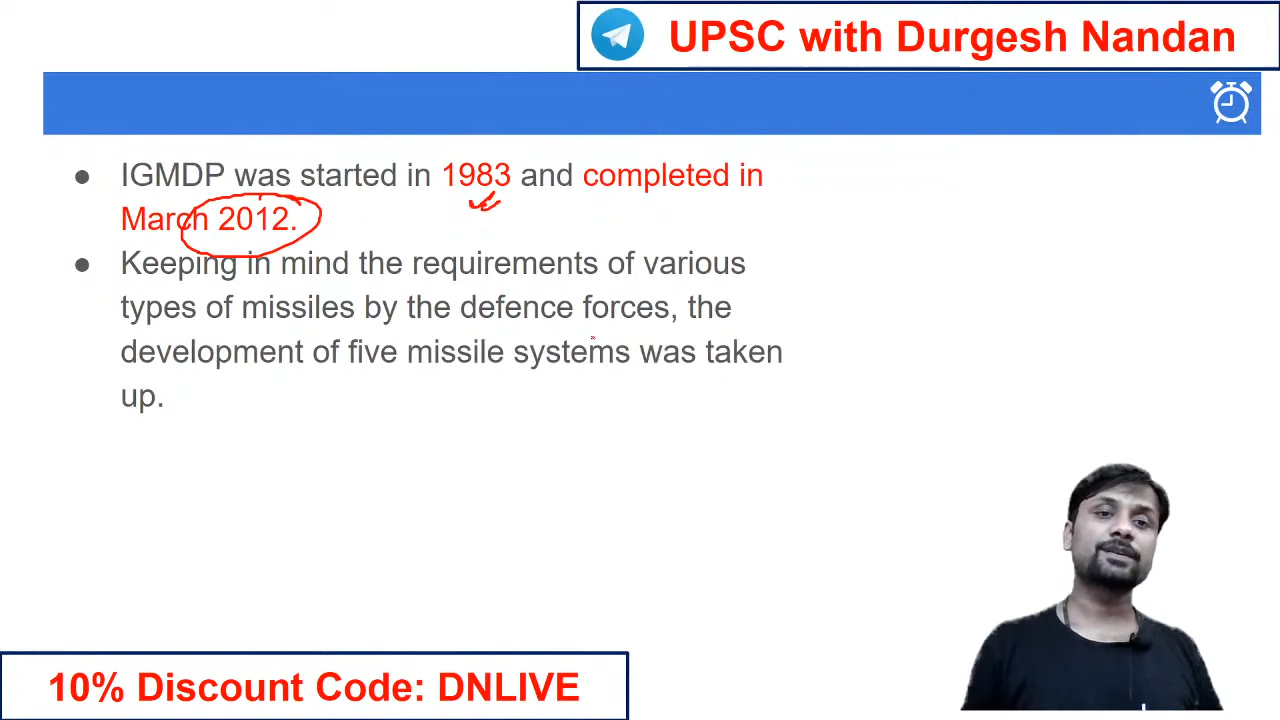 UPSC with Durgesh Nandan
● IGMDP was started in 1983 and completed in
March 2012.
● Keeping in mind the requirements of various
types of missiles by the defence forces, the
development of five missile systems was taken
up.
10% Discount Code: DNLIVE